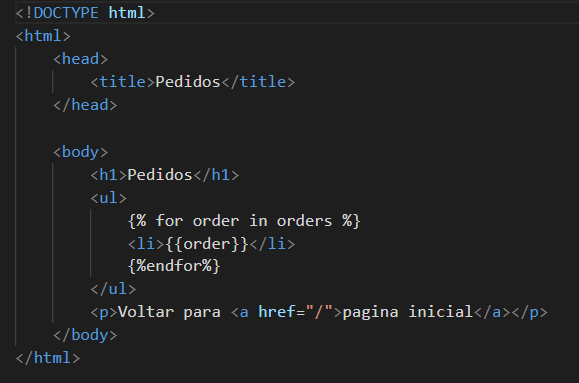 <!DOCTYPE html>
<html>
    <head>
        <title>Pedidos</title>
    </head>

    <body>
        <h1>Pedidos</h1>
        <ul>
            {% for order in orders %}
            <li>{{order}}</li>
            {%endfor%}
        </ul>
        <p>Voltar para <a href="/">pagina inicial</a></p>
    </body>
</html>